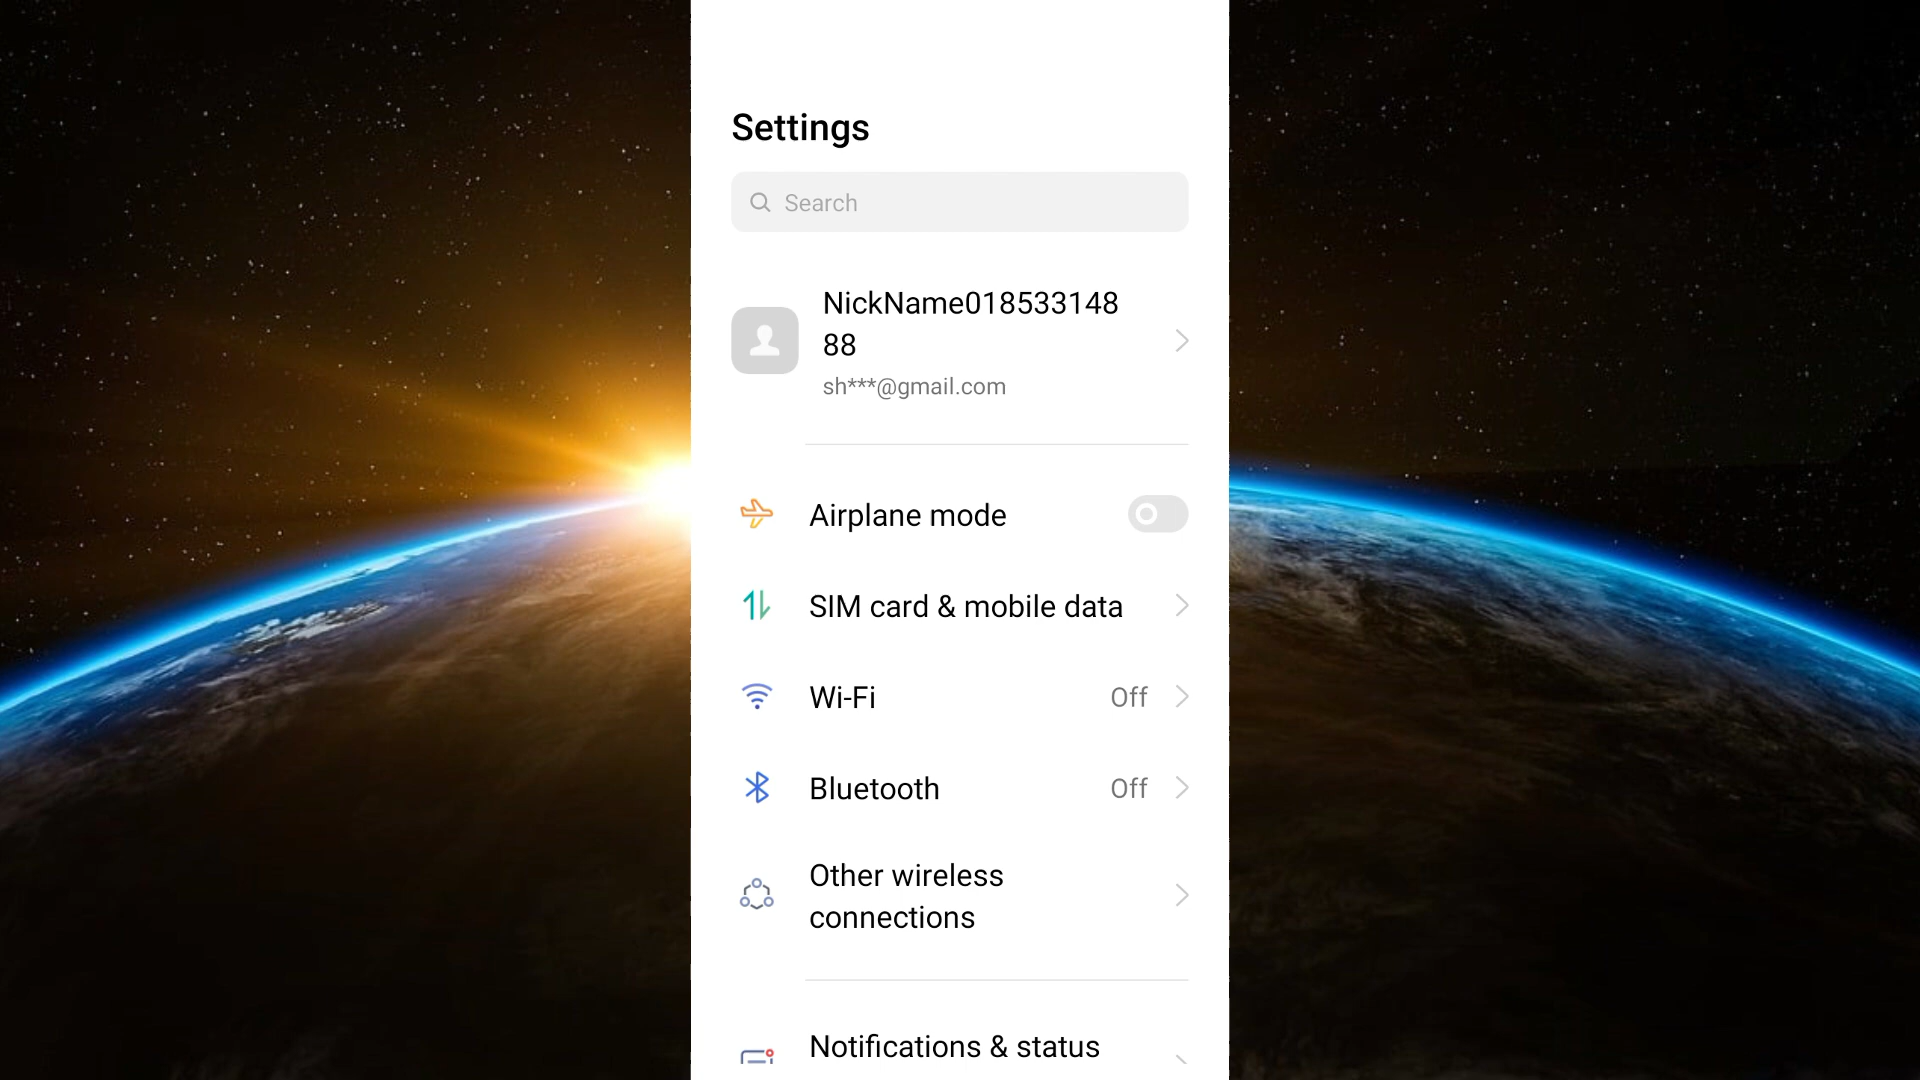 Settings
Search
NickName018533148
88
sh***@gmail.com
Airplane mode
SIM card & mobile data
Wi-Fi
Off
Bluetooth
Off
Other wireless
connections
Notifications & status